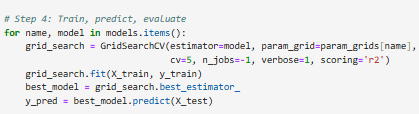 # Step 4: Train, predict, evaluate
for name, model in models.items():
    grid_search = GridSearchCV(estimator=model, param_grid=param_grids[name],
                               cv=5, n_jobs=-1, verbose=1, scoring='r2')
    grid_search.fit(X_train, y_train)
    best_model = grid_search.best_estimator_
    y_pred = best_model.predict(X_test)